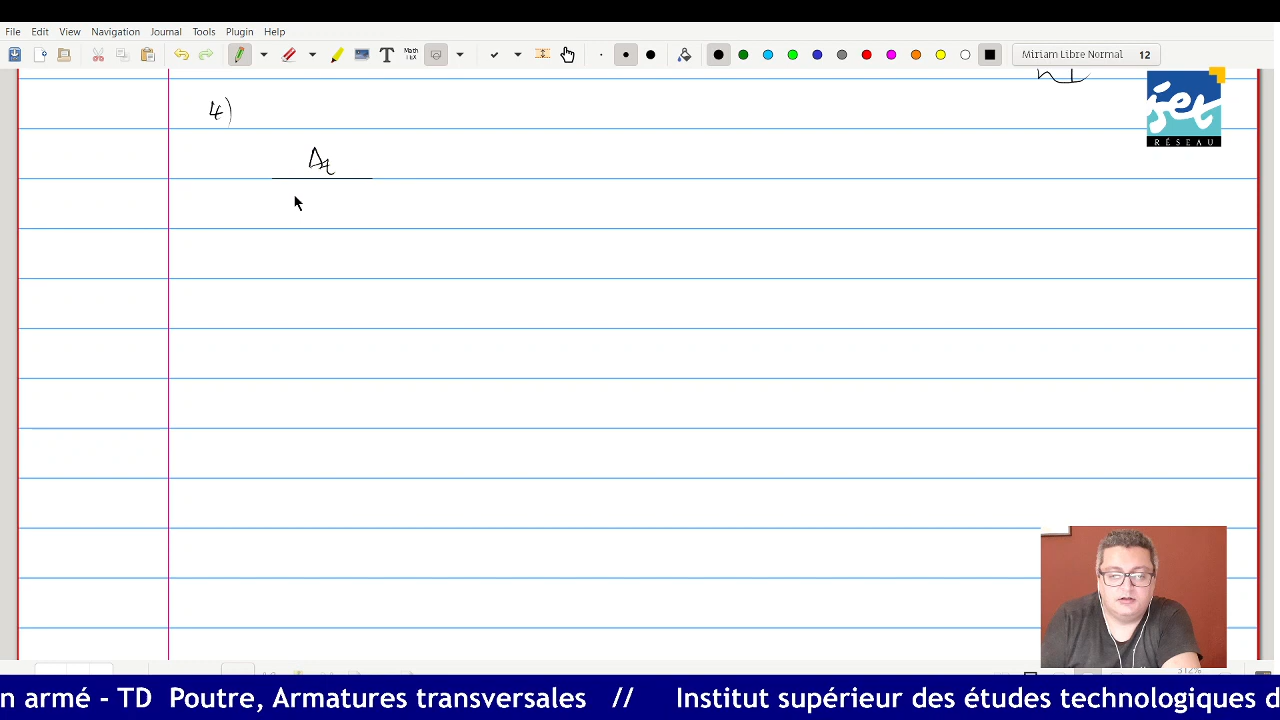 File Edit View Navigation Journal Tools Plugin Help
Miriam Libre Normal 12
iset
RÉSEAU
4)
At
n armé - TD Poutre, Armatures transversales // Institut supérieur des études technologiques d